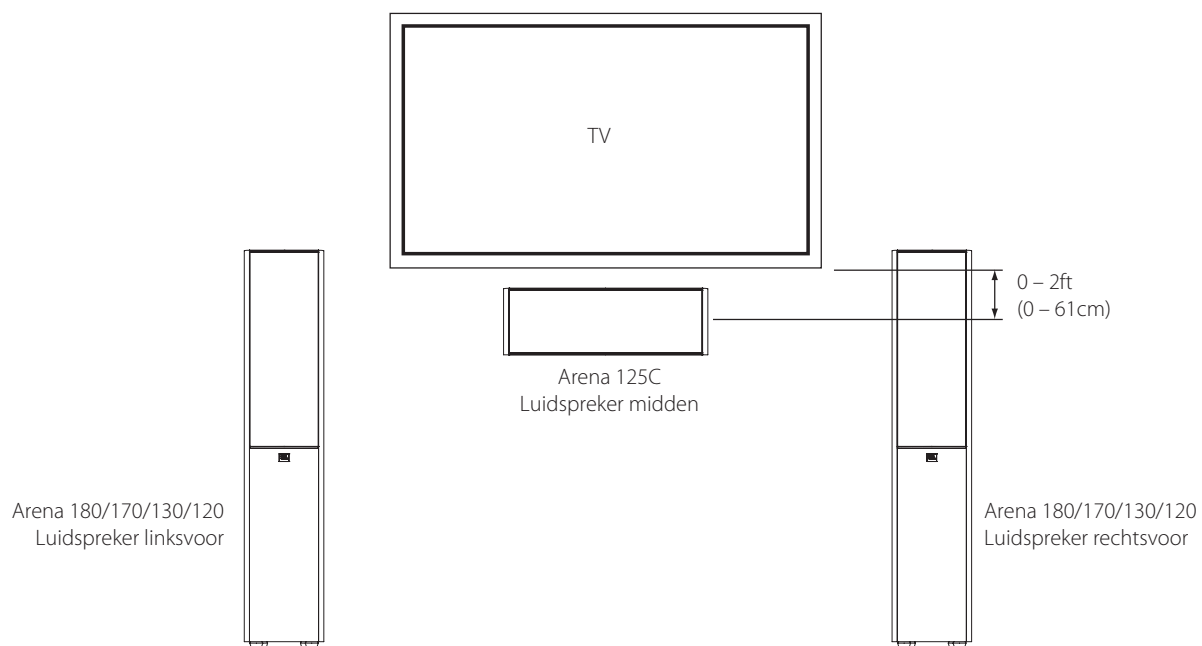 TV
0 – 2ft
(0 – 61cm)
Arena 125C
Luidspreker midden
Arena 180/170/130/120
Luidspreker linksvoor
Arena 180/170/130/120
Luidspreker rechtsvoor